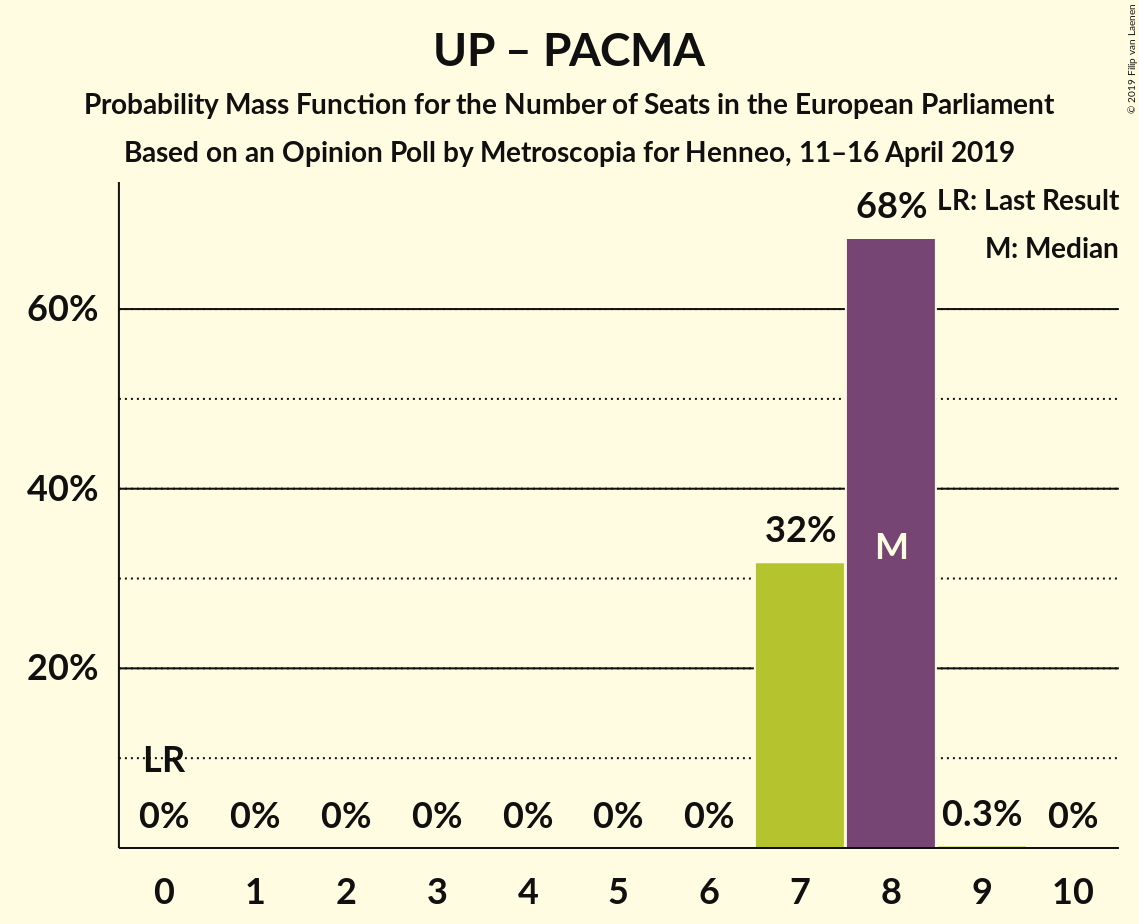 UP – PACMA
Probability Mass Function for the Number of Seats in the European Parliament
Based on an Opinion Poll by Metroscopia for Henneo, 11–16 April 2019
© 2019 Filip van Laenen
LR: Last Result
M: Median
68%
60%
40%
32%
M
20%
LR
0% 0% 0% 0% 0% 0% 0% 0.3% 0%
0 1 2 3 4 5 6 7 8 9 10